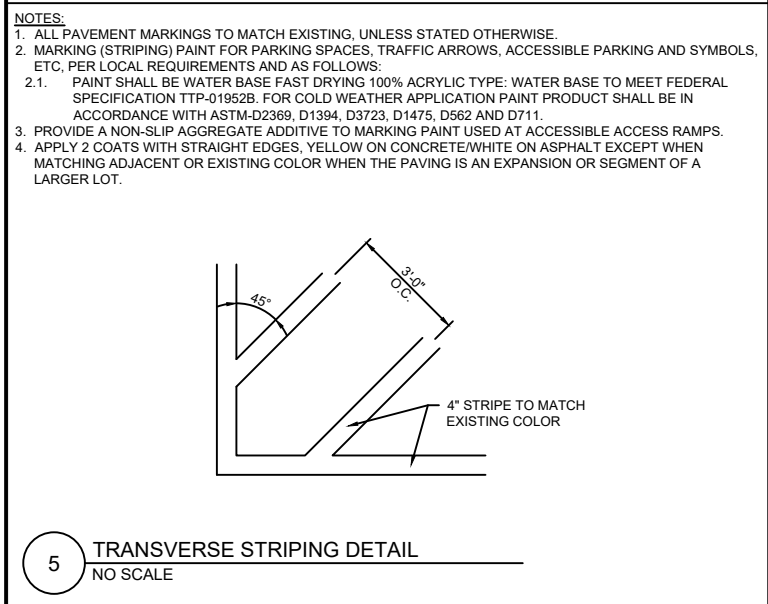 NOTES:
1. ALL PAVEMENT MARKINGS TO MATCH EXISTING, UNLESS STATED OTHERWISE.
2. MARKING (STRIPING) PAINT FOR PARKING SPACES, TRAFFIC ARROWS, ACCESSIBLE PARKING AND SYMBOLS,
ETC, PER LOCAL REQUIREMENTS AND AS FOLLOWS:
2.1. PAINT SHALL BE WATER BASE FAST DRYING 100% ACRYLIC TYPE: WATER BASE TO MEET FEDERAL
SPECIFICATION TTP-01952B. FOR COLD WEATHER APPLICATION PAINT PRODUCT SHALL BE IN
ACCORDANCE WITH ASTM-D2369, D1394, D3723, D1475, D562 AND D711.
3. PROVIDE A NON-SLIP AGGREGATE ADDITIVE TO MARKING PAINT USED AT ACCESSIBLE ACCESS RAMPS.
4. APPLY 2 COATS WITH STRAIGHT EDGES, YELLOW ON CONCRETE/WHITE ON ASPHALT EXCEPT WHEN
MATCHING ADJACENT OR EXISTING COLOR WHEN THE PAVING IS AN EXPANSION OR SEGMENT OF A
LARGER LOT.
45°
3'-0"
O.C.
4" STRIPE TO MATCH
EXISTING COLOR
5
TRANSVERSE STRIPING DETAIL
NO SCALE